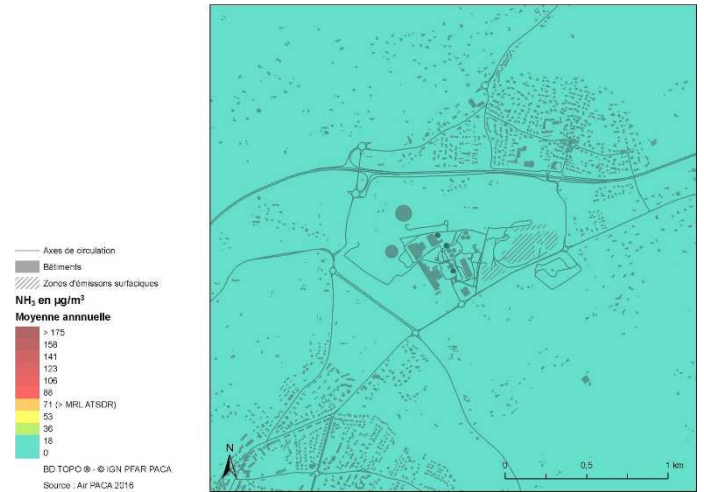 Axes de circulation
Bâtiments
Zones d'émissons surfaciques
NH₃ en µg/m³
Moyenne annnuelle
> 175
158
141
123
106
88
71 (> MRL ATSDR)
53
36
18
0
BD TOPO ® - © IGN PFAR PACA
Source : Air PACA 2016
N
0 0,5 1 km